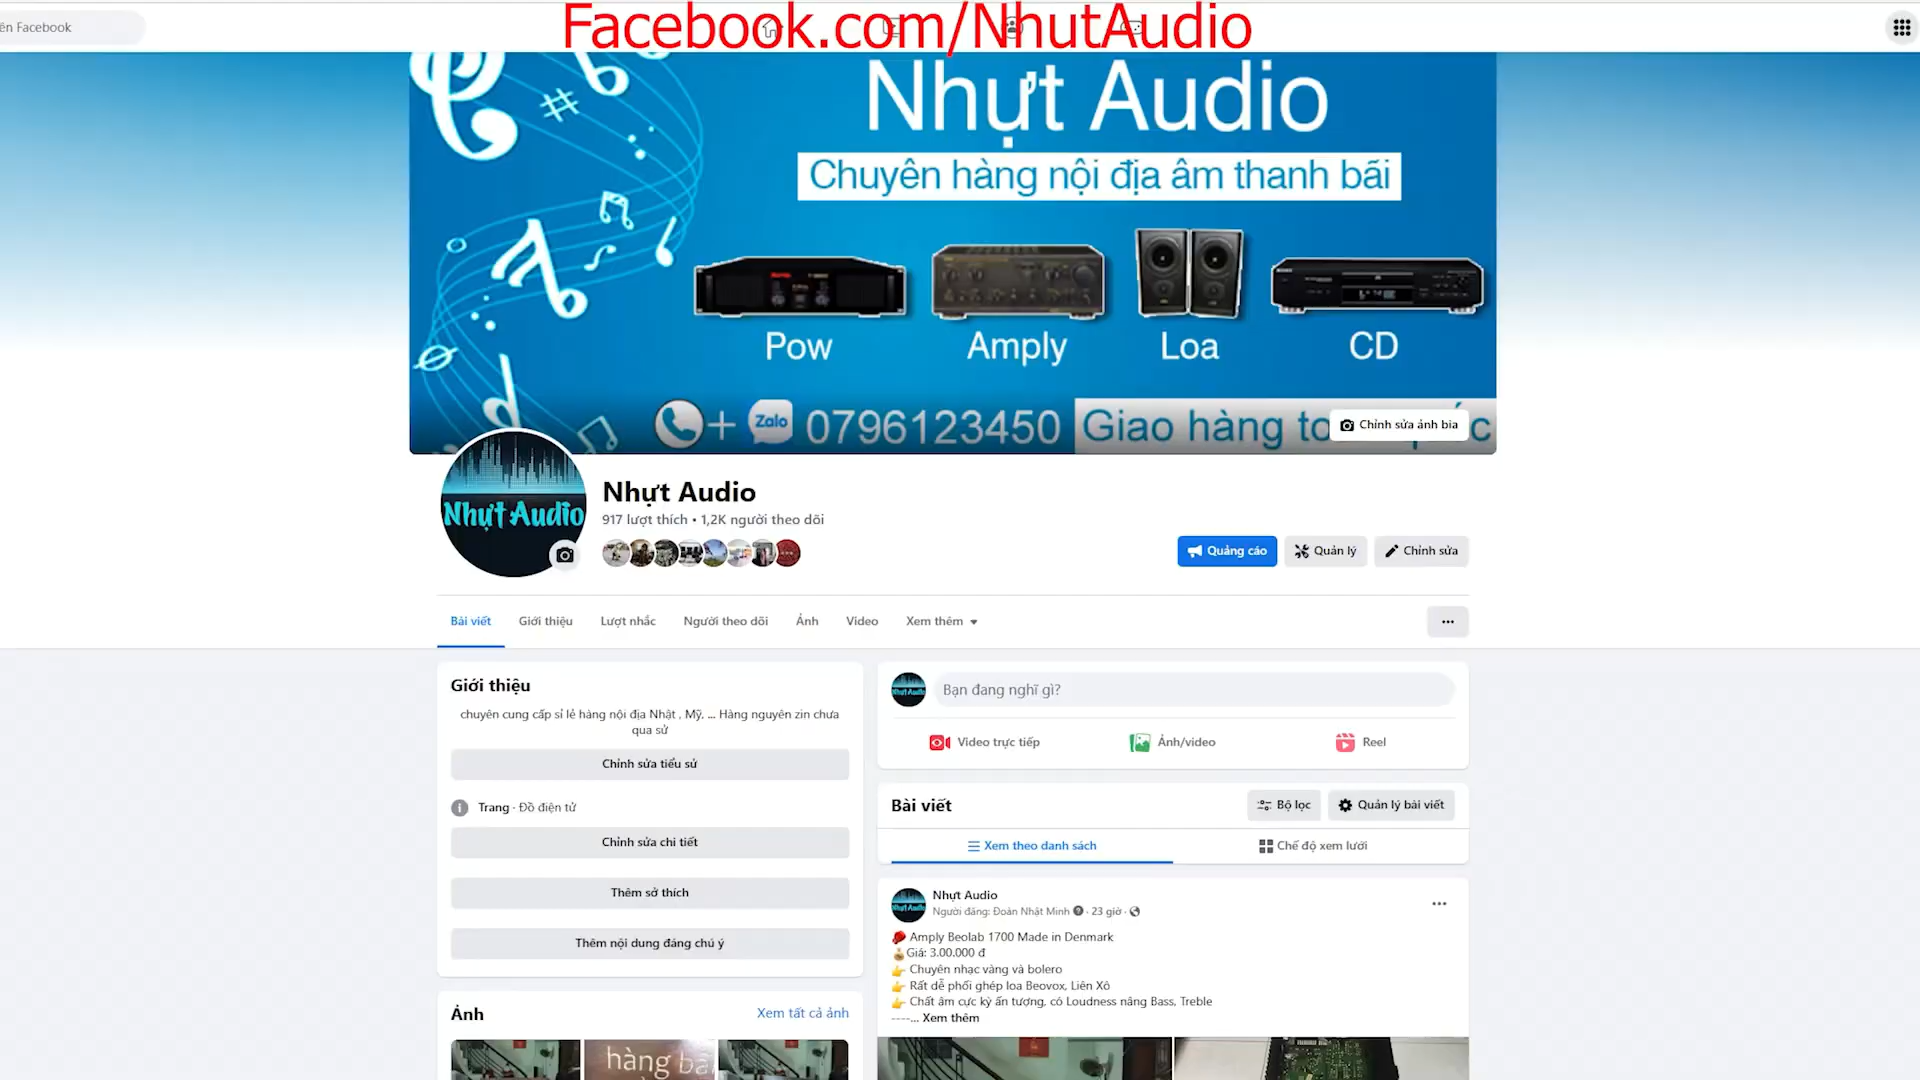 ên Facebook
Facebook.com/NhutAudio
Nhựt Audio
Chuyên hàng nội địa âm thanh bãi
Pow
Amply
Loa
CD
+ Zalo 0796123450
Giao hàng to
Chỉnh sửa ảnh bìa
Nhựt Audio
Nhựt Audio
917 lượt thích • 1,2K người theo dõi
Quảng cáo
Quản lý
Chỉnh sửa
Bài viết
Giới thiệu
Lượt nhắc
Người theo dõi
Ảnh
Video
Xem thêm
Giới thiệu
chuyên cung cấp sỉ lẻ hàng nội địa Nhật , Mỹ, ... Hàng nguyên zin chưa
qua sử
Chỉnh sửa tiểu sử
Trang · Đồ điện tử
Chỉnh sửa chi tiết
Thêm sở thích
Thêm nội dung đáng chú ý
Ảnh
Xem tất cả ảnh
hàng bã
Bạn đang nghĩ gì?
Video trực tiếp
Ảnh/video
Reel
Bài viết
Bộ lọc
Quản lý bài viết
Xem theo danh sách
Chế độ xem lưới
Nhựt Audio
Người đăng: Đoàn Nhật Minh · 23 giờ ·
Amply Beolab 1700 Made in Denmark
Giá: 3.00.000 đ
Chuyên nhạc vàng và bolero
Rất dễ phối ghép loa Beovox, Liên Xô
Chất âm cực kỳ ấn tượng, có Loudness nâng Bass, Treble
----... Xem thêm